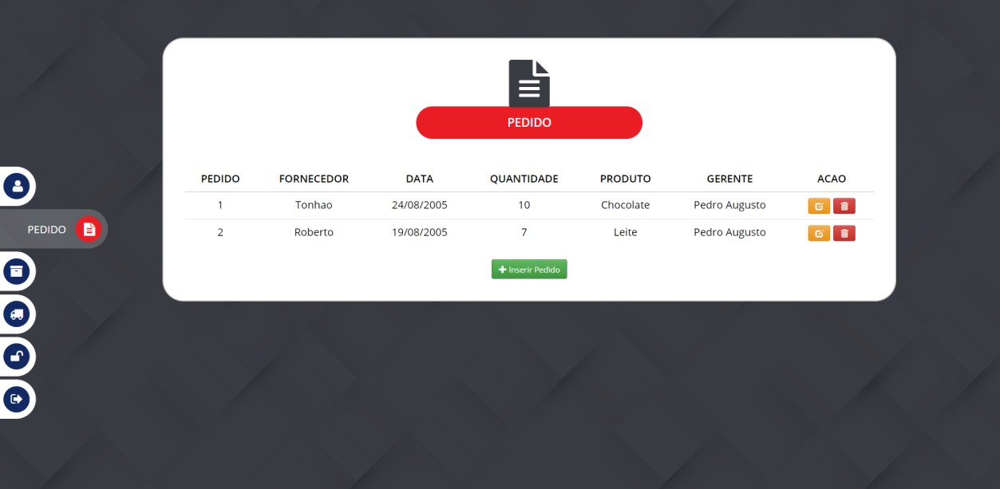 PEDIDO
PEDIDO FORNECEDOR DATA QUANTIDADE PRODUTO GERENTE ACAO
1 Tonhao 24/08/2005 10 Chocolate Pedro Augusto
2 Roberto 19/08/2005 7 Leite Pedro Augusto
Inserir Pedido
PEDIDO